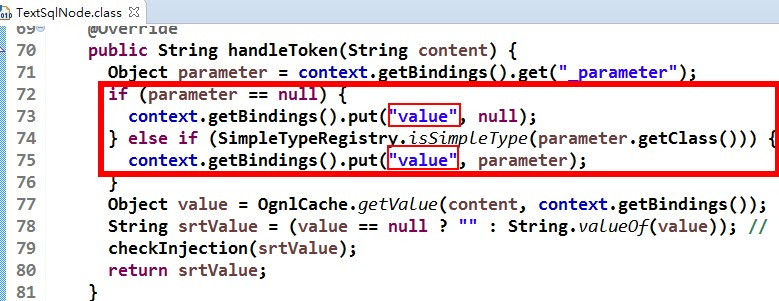 TextSqlNode.class
69 @Override
70 public String handleToken(String content) {
71 Object parameter = context.getBindings().get("_parameter");
72 if (parameter == null) {
73 context.getBindings().put("value", null);
74 } else if (SimpleTypeRegistry.isSimpleType(parameter.getClass())) {
75 context.getBindings().put("value", parameter);
76 }
77 Object value = OgnlCache.getValue(content, context.getBindings());
78 String srtValue = (value == null ? "" : String.valueOf(value)); //
79 checkInjection(srtValue);
80 return srtValue;
81 }